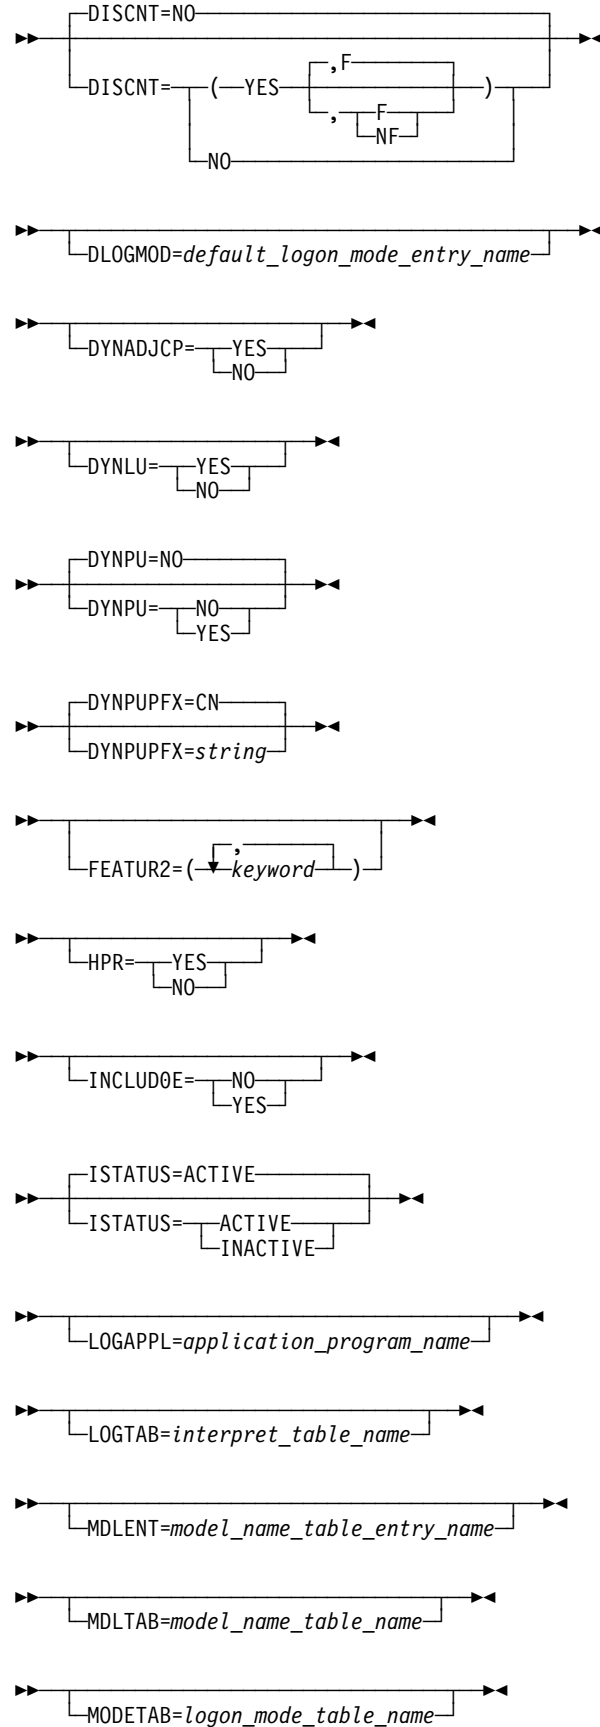 DISCNT=NO
DISCNT=
(
YES
,F
,
F
NF
)
NO
DLOGMOD=default_logon_mode_entry_name
DYNADJCP=
YES
NO
DYNLU=
YES
NO
DYNPU=NO
DYNPU=
NO
YES
DYNPUPFX=CN
DYNPUPFX=string
,
FEATUR2=( keyword )
HPR=
YES
NO
INCLUD0E=
NO
YES
ISTATUS=ACTIVE
ISTATUS=
ACTIVE
INACTIVE
LOGAPPL=application_program_name
LOGTAB=interpret_table_name
MDLENT=model_name_table_entry_name
MDLTAB=model_name_table_name
MODETAB=logon_mode_table_name